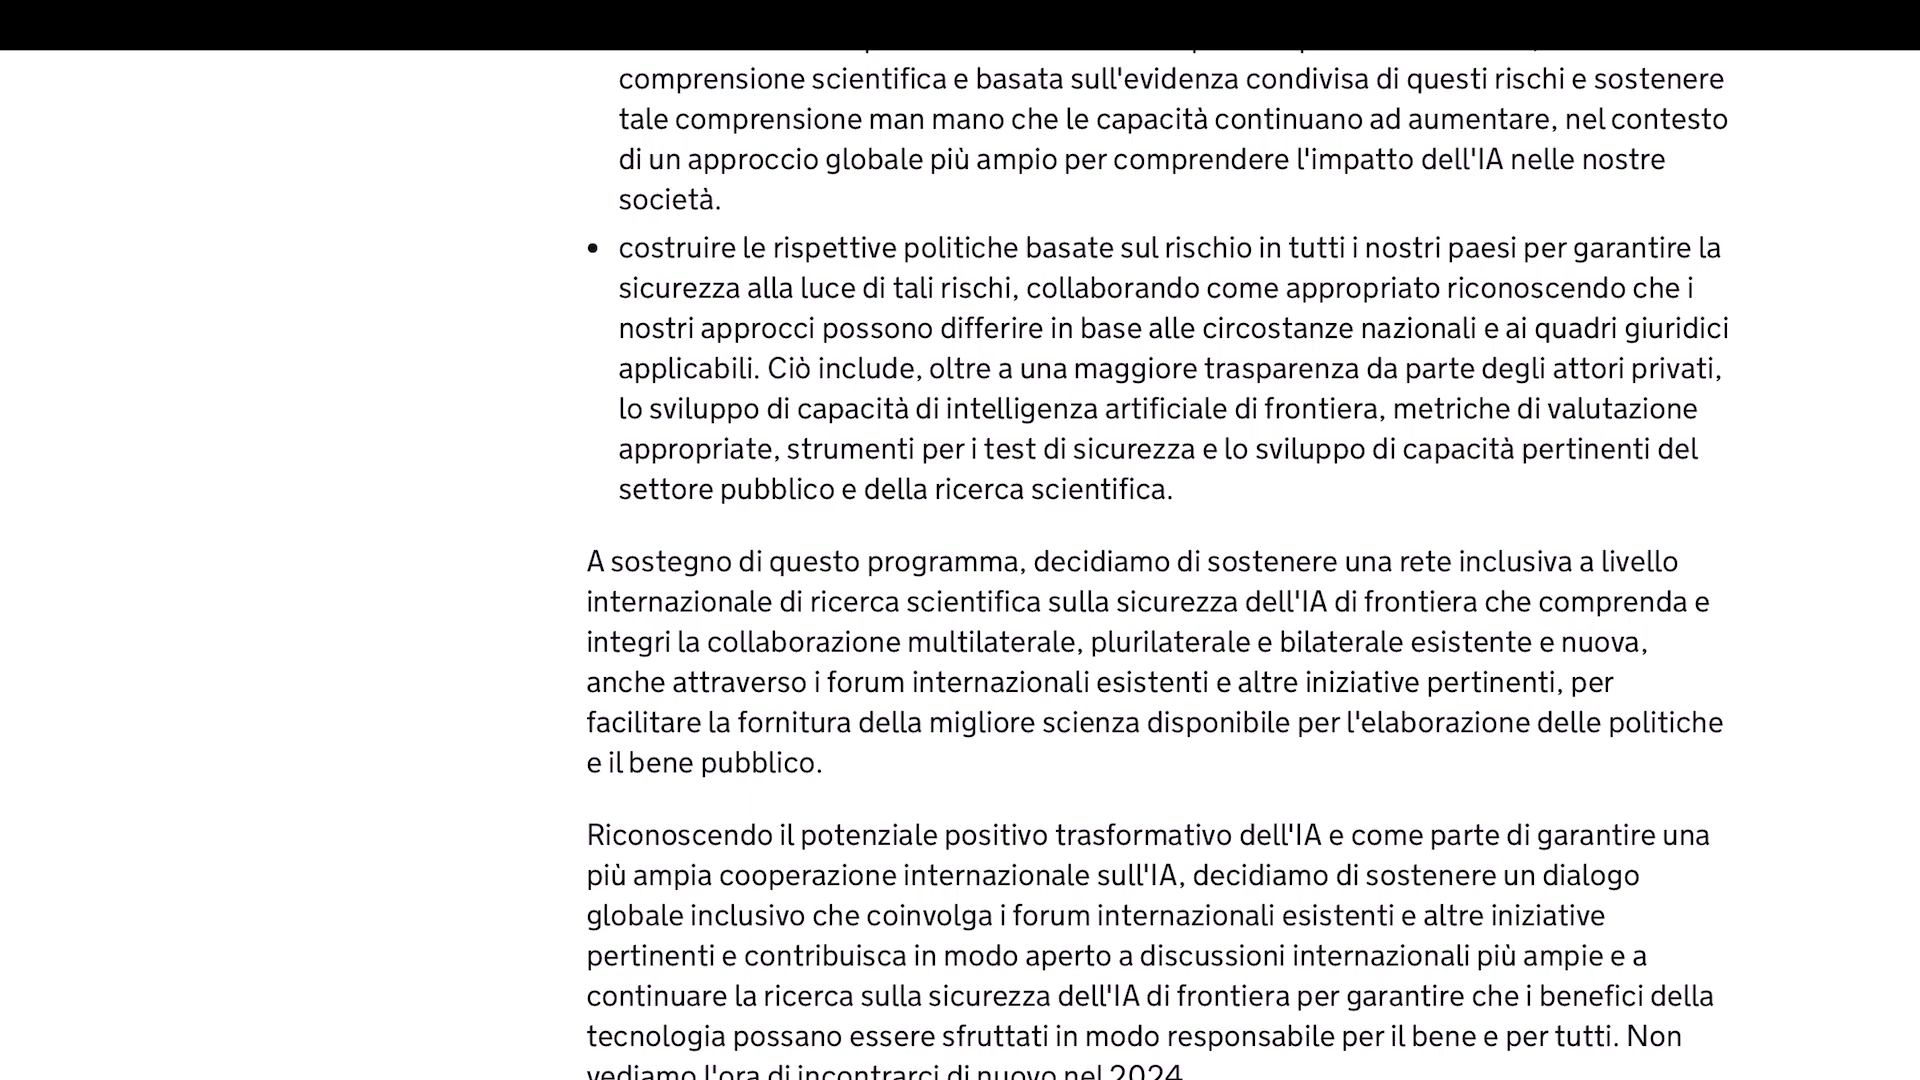 comprensione scientifica e basata sull'evidenza condivisa di questi rischi e sostenere
tale comprensione man mano che le capacità continuano ad aumentare, nel contesto
di un approccio globale più ampio per comprendere l'impatto dell'IA nelle nostre
società.
• costruire le rispettive politiche basate sul rischio in tutti i nostri paesi per garantire la
sicurezza alla luce di tali rischi, collaborando come appropriato riconoscendo che i
nostri approcci possono differire in base alle circostanze nazionali e ai quadri giuridici
applicabili. Ciò include, oltre a una maggiore trasparenza da parte degli attori privati,
lo sviluppo di capacità di intelligenza artificiale di frontiera, metriche di valutazione
appropriate, strumenti per i test di sicurezza e lo sviluppo di capacità pertinenti del
settore pubblico e della ricerca scientifica.
A sostegno di questo programma, decidiamo di sostenere una rete inclusiva a livello
internazionale di ricerca scientifica sulla sicurezza dell'IA di frontiera che comprenda e
integri la collaborazione multilaterale, plurilaterale e bilaterale esistente e nuova,
anche attraverso i forum internazionali esistenti e altre iniziative pertinenti, per
facilitare la fornitura della migliore scienza disponibile per l'elaborazione delle politiche
e il bene pubblico.
Riconoscendo il potenziale positivo trasformativo dell'IA e come parte di garantire una
più ampia cooperazione internazionale sull'IA, decidiamo di sostenere un dialogo
globale inclusivo che coinvolga i forum internazionali esistenti e altre iniziative
pertinenti e contribuisca in modo aperto a discussioni internazionali più ampie e a
continuare la ricerca sulla sicurezza dell'IA di frontiera per garantire che i benefici della
tecnologia possano essere sfruttati in modo responsabile per il bene e per tutti. Non
vediamo l'ora di incontrarci di nuovo nel 2024.